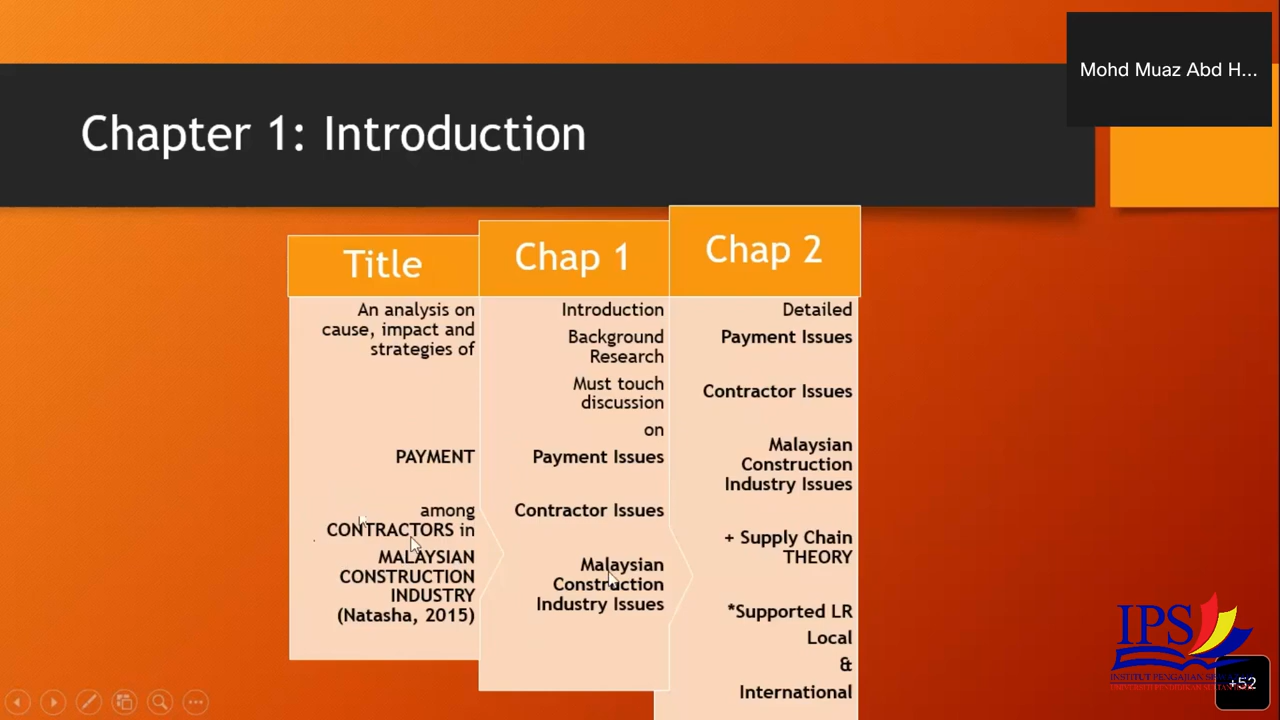 Mohd Muaz Abd H...
Chapter 1: Introduction
Title
An analysis on
cause, impact and
strategies of
PAYMENT
among
CONTRACTORS in
MALAYSIAN
CONSTRUCTION
INDUSTRY
(Natasha, 2015)
Chap 1
Introduction
Background
Research
Must touch
discussion
on
Payment Issues
Contractor Issues
Malaysian
Construction
Industry Issues
Chap 2
Detailed
Payment Issues
Contractor Issues
Malaysian
Construction
Industry Issues
+ Supply Chain
THEORY
*Supported LR
Local
&
International
IPS
INSTITUT PENGAJIAN
+52